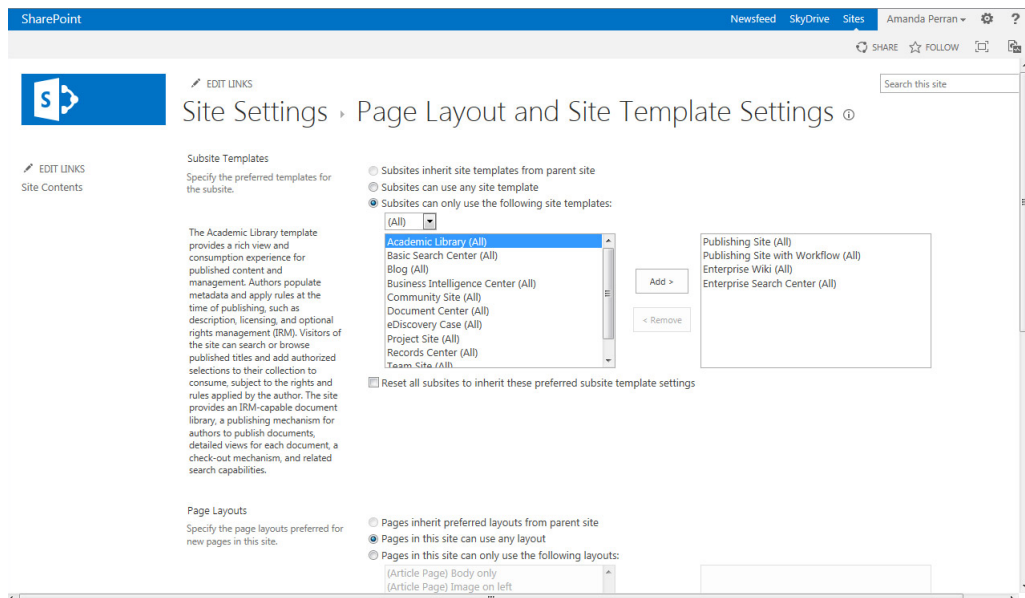 SharePoint
Newsfeed SkyDrive Sites Amanda Perran ?
SHARE FOLLOW
EDIT LINKS
Search this site
S
Site Settings Page Layout and Site Template Settings
EDIT LINKS
Site Contents
Subsite Templates
Specify the preferred templates for
the subsite.
The Academic Library template
provides a rich view and
consumption experience for
published content and
management. Authors populate
metadata and apply rules at the
time of publishing, such as
description, licensing, and optional
rights management (IRM). Visitors of
the site can search or browse
published titles and add authorized
selections to their collection to
consume, subject to the rights and
rules applied by the author. The site
provides an IRM-capable document
library, a publishing mechanism for
authors to publish documents,
detailed views for each document, a
check-out mechanism, and related
search capabilities.
Subsites inherit site templates from parent site
Subsites can use any site template
Subsites can only use the following site templates:
(All)
Academic Library (All)
Basic Search Center (All)
Blog (All)
Business Intelligence Center (All)
Community Site (All)
Document Center (All)
eDiscovery Case (All)
Project Site (All)
Records Center (All)
Team Site (All)
Add >
< Remove
Publishing Site (All)
Publishing Site with Workflow (All)
Enterprise Wiki (All)
Enterprise Search Center (All)
Reset all subsites to inherit these preferred subsite template settings
Page Layouts
Specify the page layouts preferred for
new pages in this site.
Pages inherit preferred layouts from parent site
Pages in this site can use any layout
Pages in this site can only use the following layouts:
(Article Page) Body only
(Article Page) Image on left